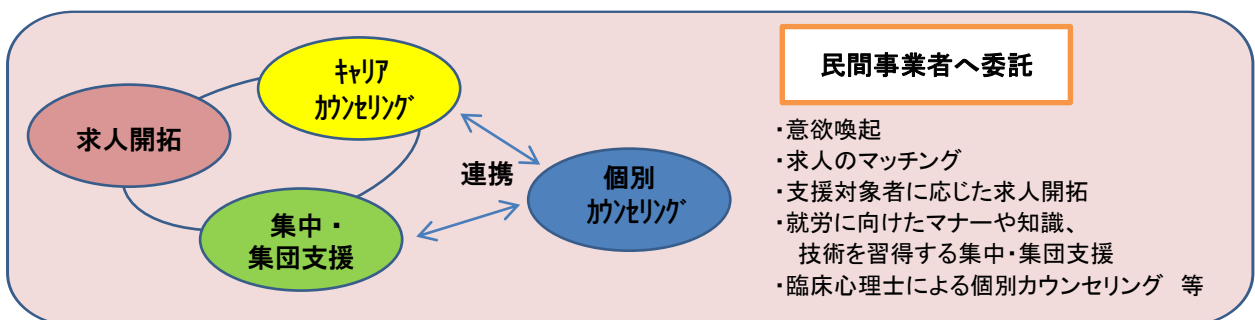 求人開拓
ｷｬﾘｱ
ｶｳﾝｾﾘﾝｸﾞ
集中・
集団支援
連携
個別
ｶｳﾝｾﾘﾝｸﾞ
民間事業者へ委託
・意欲喚起
・求人のマッチング
・支援対象者に応じた求人開拓
・就労に向けたマナーや知識、
技術を習得する集中・集団支援
・臨床心理士による個別カウンセリング　等